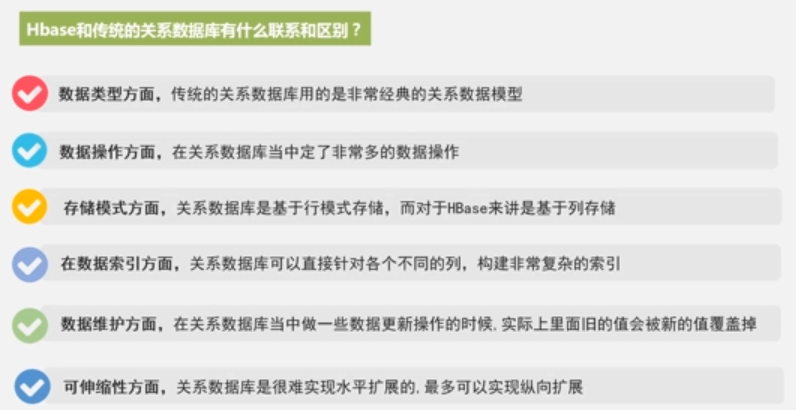 Hbase和传统的关系数据库有什么联系和区别？
数据类型方面，传统的关系数据库用的是非常经典的关系数据模型
数据操作方面，在关系数据库当中定了非常多的数据操作
存储模式方面，关系数据库是基于行模式存储，而对于HBase来讲是基于列存储
在数据索引方面，关系数据库可以直接针对各个不同的列，构建非常复杂的索引
数据维护方面，在关系数据库当中做一些数据更新操作的时候,实际上里面旧的值会被新的值覆盖掉
可伸缩性方面，关系数据库是很难实现水平扩展的,最多可以实现纵向扩展